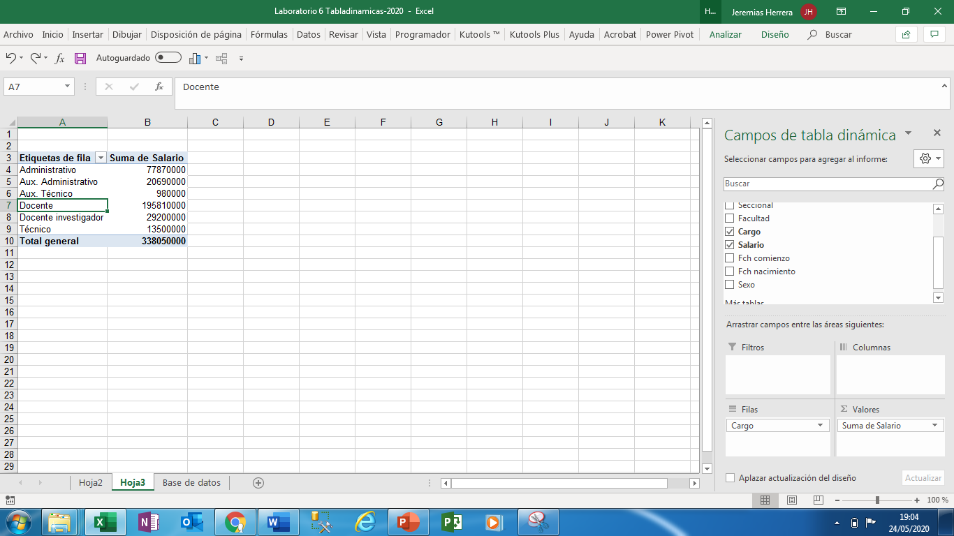 Laboratorio 6 Tabladinamicas-2020 - Excel
H... Jeremías Herrera JH
Archivo Inicio Insertar Dibujar Disposición de página Fórmulas Datos Revisar Vista Programador Kutools ™ Kutools Plus Ayuda Acrobat Power Pivot Analizar Diseño Buscar
Autoguardado
A7 fx Docente
A B C D E F G H I J K
1
2
3 Etiquetas de fila Suma de Salario
4 Administrativo 77870000
5 Aux. Administrativo 20690000
6 Aux. Técnico 980000
7 Docente 195810000
8 Docente investigador 29200000
9 Técnico 13500000
10 Total general 338050000
11
12
13
14
15
16
17
18
19
20
21
22
23
24
25
26
27
28
29
Campos de tabla dinámica
Seleccionar campos para agregar al informe:
Buscar
Seccional
Facultad
Cargo
Salario
Fch comienzo
Fch nacimiento
Sexo
Más tablas
Arrastrar campos entre las áreas siguientes:
Filtros Columnas
Filas Σ Valores
Cargo Suma de Salario
Aplazar actualización del diseño Actualizar
Hoja2 Hoja3 Base de datos
100 %
19:04
24/05/2020